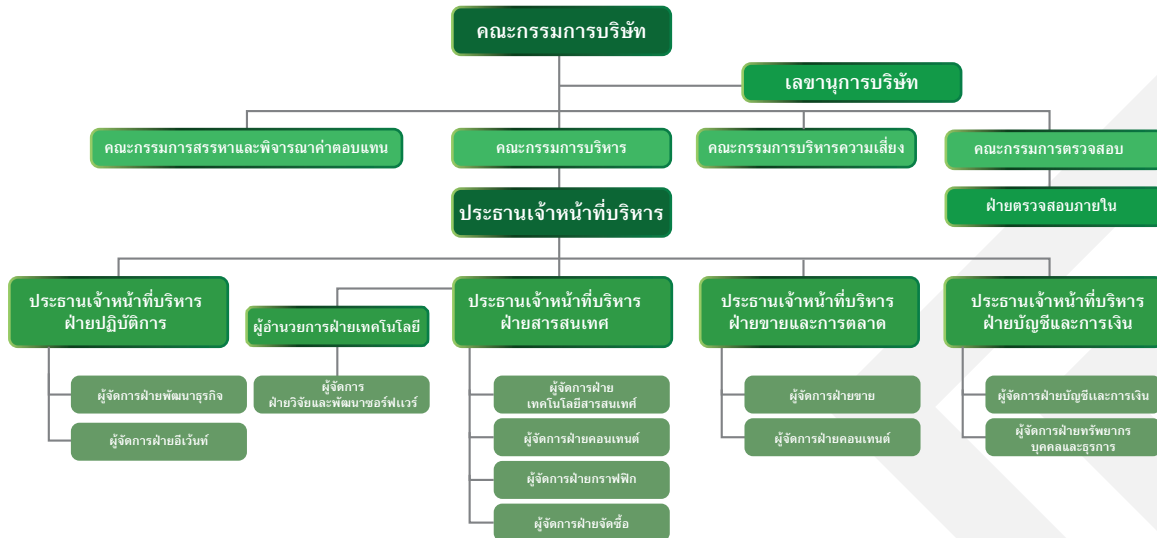 คณะกรรมการบริษัท
เลขานุการบริษัท
คณะกรรมการสรรหาและพิจารณาค่าตอบแทน
คณะกรรมการบริหาร
คณะกรรมการบริหารความเสี่ยง
คณะกรรมการตรวจสอบ
ประธานเจ้าหน้าที่บริหาร
ฝ่ายตรวจสอบภายใน
ประธานเจ้าหน้าที่บริหาร
ฝ่ายปฏิบัติการ
ผู้อำนวยการฝ่ายเทคโนโลยี
ประธานเจ้าหน้าที่บริหาร
ฝ่ายสารสนเทศ
ประธานเจ้าหน้าที่บริหาร
ฝ่ายขายและการตลาด
ประธานเจ้าหน้าที่บริหาร
ฝ่ายบัญชีและการเงิน
ผู้จัดการฝ่ายพัฒนาธุรกิจ
ผู้จัดการฝ่ายอีเว้นท์
ผู้จัดการ
ฝ่ายวิจัยและพัฒนาซอร์ฟแวร์
ผู้จัดการฝ่าย
เทคโนโลยีสารสนเทศ
ผู้จัดการฝ่ายคอนเทนต์
ผู้จัดการฝ่ายกราฟฟิก
ผู้จัดการฝ่ายจัดซื้อ
ผู้จัดการฝ่ายขาย
ผู้จัดการฝ่ายคอนเทนต์
ผู้จัดการฝ่ายบัญชีและการเงิน
ผู้จัดการฝ่ายทรัพยากร
บุคคลและธุรการ